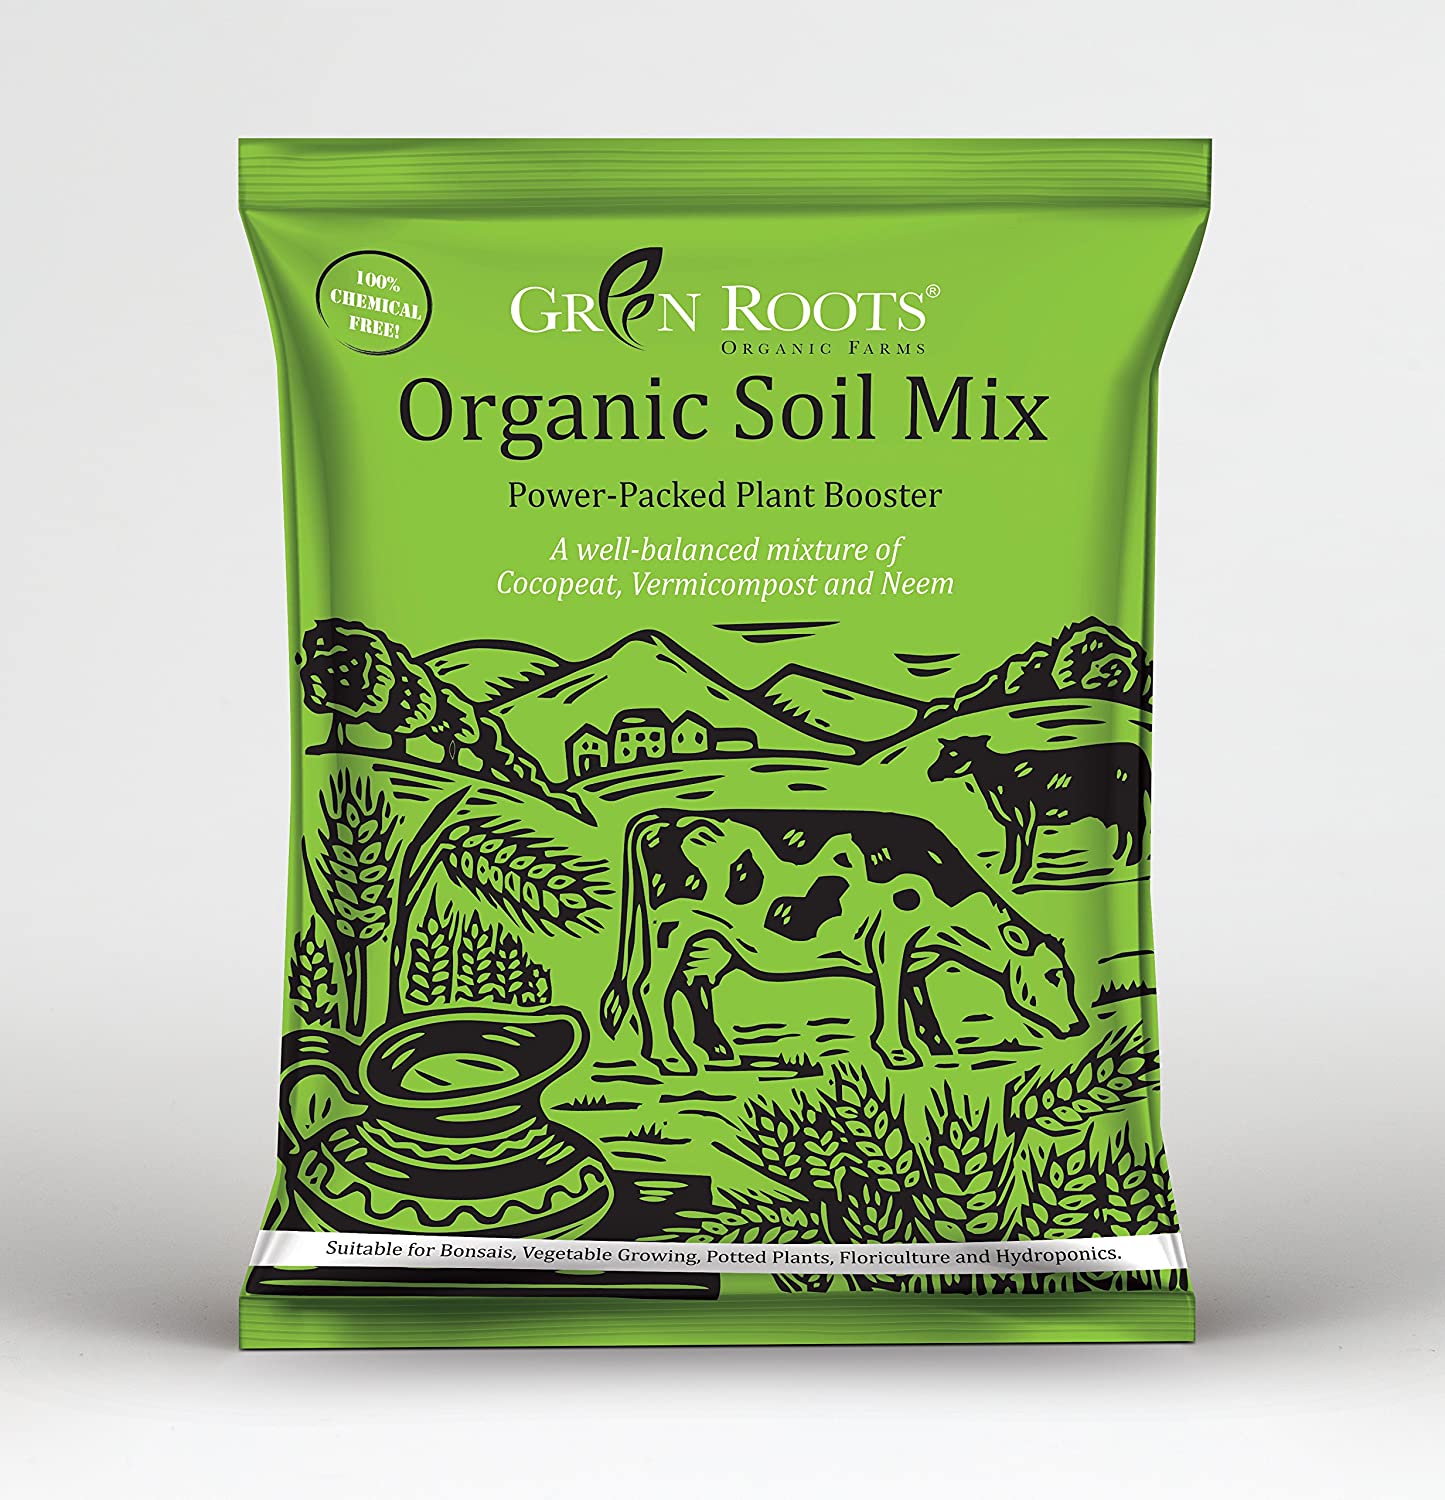 100%
CHEMICAL
FREE!
GREEN ROOTS®
ORGANIC FARMS
Organic Soil Mix
Power-Packed Plant Booster
A well-balanced mixture of
Cocopeat, Vermicompost and Neem
Suitable for Bonsais, Vegetable Growing, Potted Plants, Floriculture and Hydroponics.